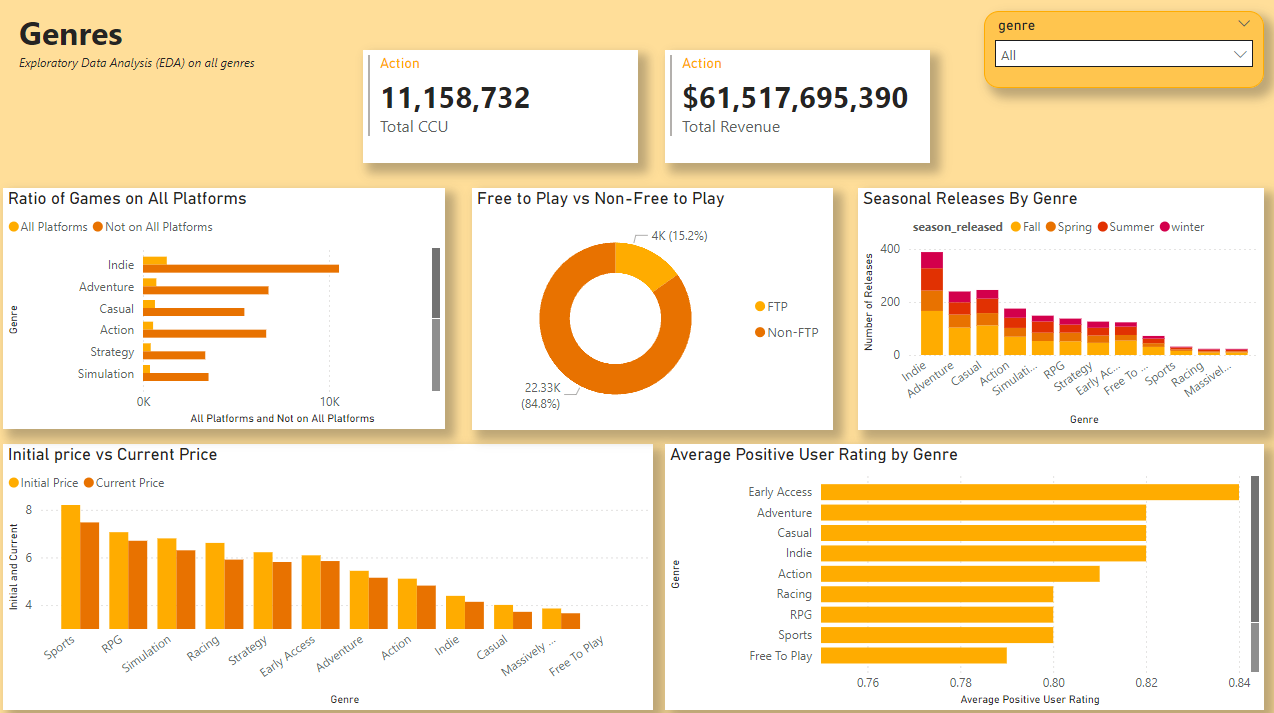 Genres
Exploratory Data Analysis (EDA) on all genres
Action
11,158,732
Total CCU
Action
$61,517,695,390
Total Revenue
genre
All
Ratio of Games on All Platforms
All Platforms Not on All Platforms
Genre
Indie
Adventure
Casual
Action
Strategy
Simulation
0K 10K
All Platforms and Not on All Platforms
Free to Play vs Non-Free to Play
4K (15.2%)
22.33K
(84.8%)
FTP
Non-FTP
Seasonal Releases By Genre
season_released Fall Spring Summer winter
Number of Releases
400
200
0
Indie Adventure Casual Action Simulati... RPG Strategy Early Ac... Free To ... Sports Racing Massivel...
Genre
Initial price vs Current Price
Initial Price Current Price
Initial and Current
8
6
4
Sports RPG Simulation Racing Strategy Early Access Adventure Action Indie Casual Massively ... Free To Play
Genre
Average Positive User Rating by Genre
Genre
Early Access
Adventure
Casual
Indie
Action
Racing
RPG
Sports
Free To Play
0.76 0.78 0.80 0.82 0.84
Average Positive User Rating